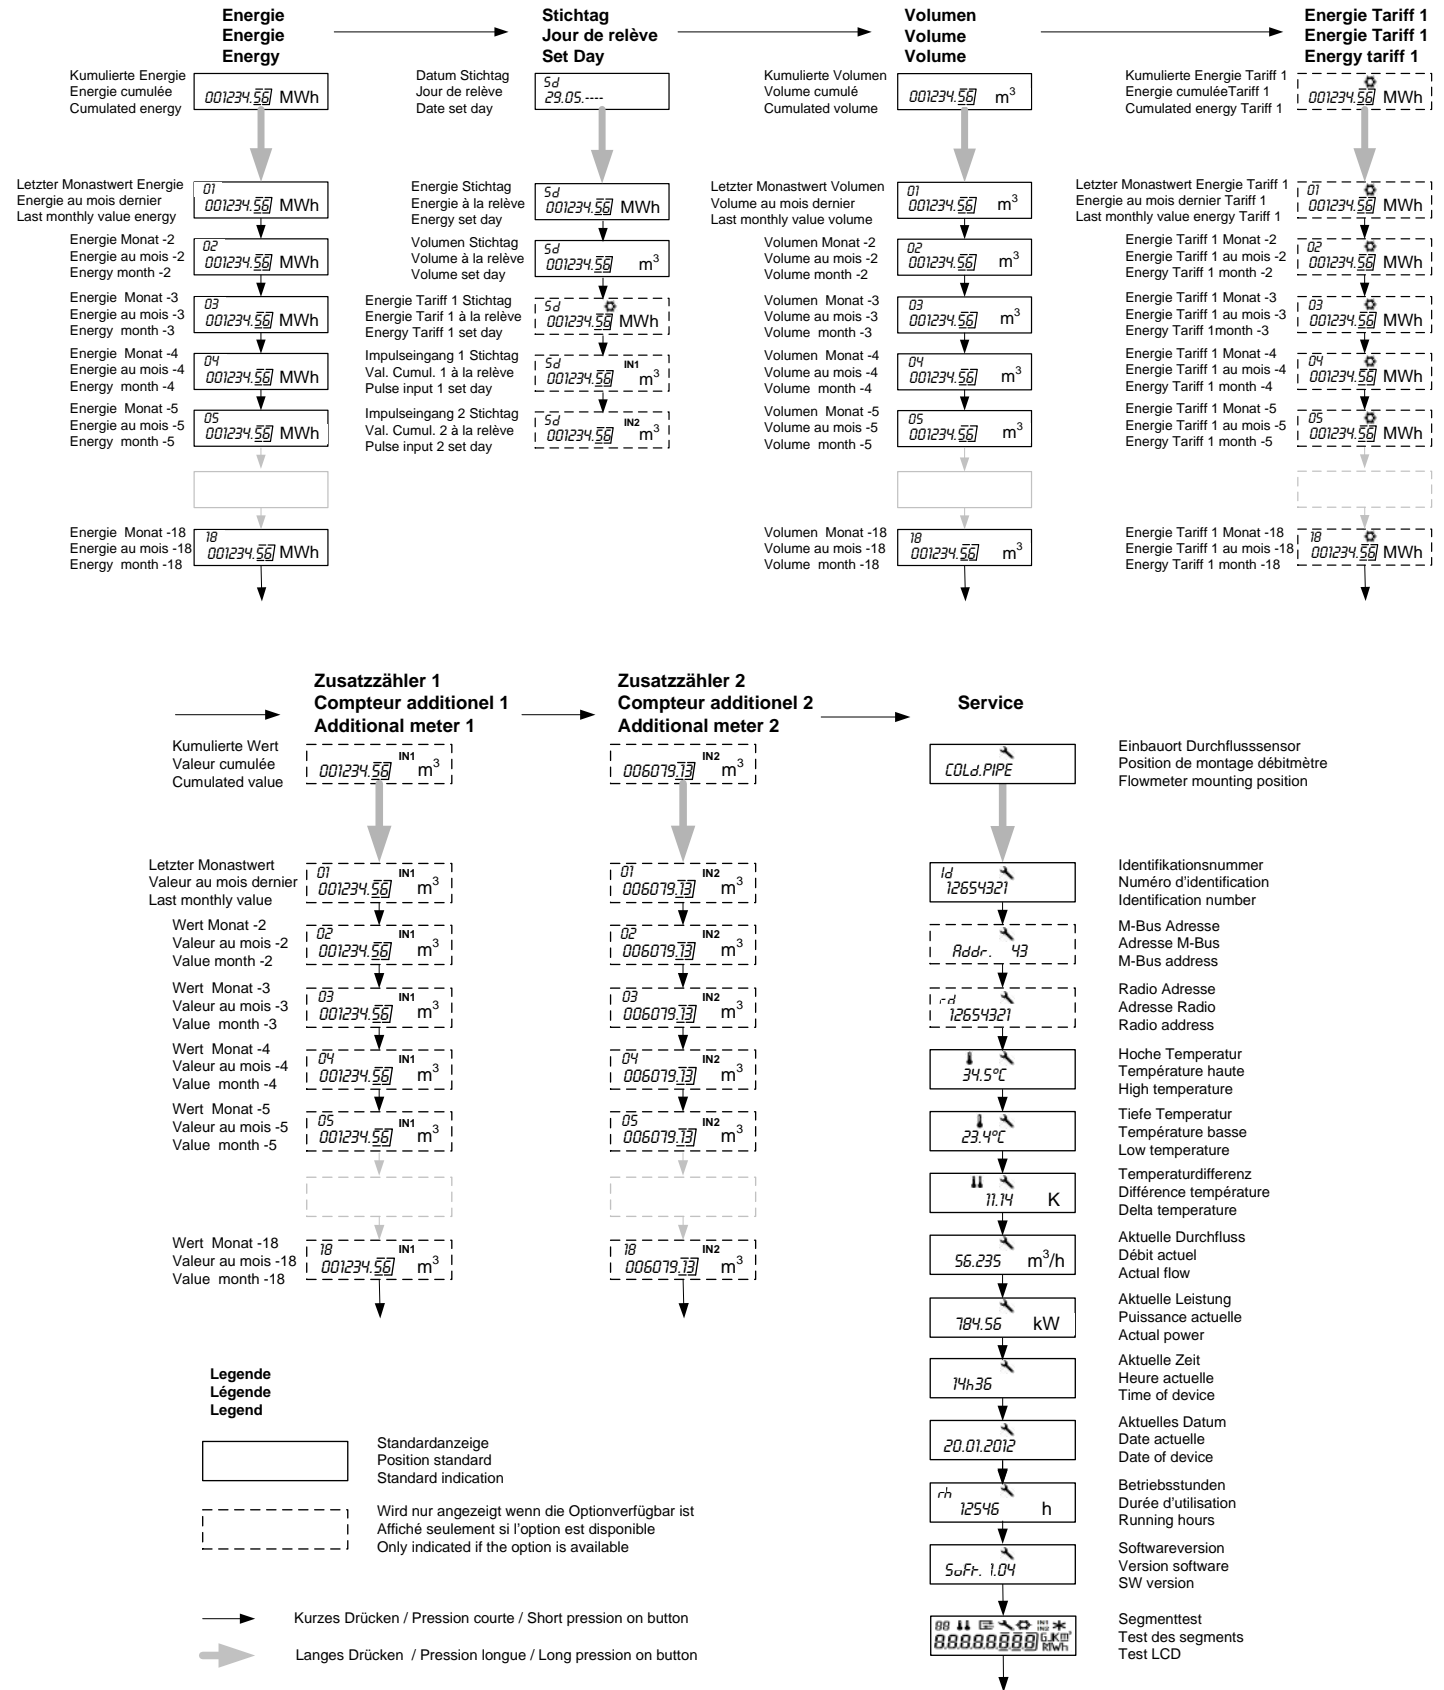 Energie
Energie
Energy
Kumulierte Energie
Energie cumulée
Cumulated energy
001234.56 MWh
Letzter Monastwert Energie
Energie au mois dernier
Last monthly value energy
01
001234.56 MWh
Energie Monat -2
Energie au mois -2
Energy month -2
02
001234.56 MWh
Energie Monat -3
Energie au mois -3
Energy month -3
03
001234.56 MWh
Energie Monat -4
Energie au mois -4
Energy month -4
04
001234.56 MWh
Energie Monat -5
Energie au mois -5
Energy month -5
05
001234.56 MWh
Energie Monat -18
Energie au mois -18
Energy month -18
18
001234.56 MWh
Stichtag
Jour de relève
Set Day
Datum Stichtag
Jour de relève
Date set day
Sd
29.05.----
Energie Stichtag
Energie à la relève
Energy set day
Sd
001234.56 MWh
Volumen Stichtag
Volume à la relève
Volume set day
Sd
001234.56 m³
Energie Tariff 1 Stichtag
Energie Tarif 1 à la relève
Energy Tariff 1 set day
Sd
001234.56 MWh
Impulseingang 1 Stichtag
Val. Cumul. 1 à la relève
Pulse input 1 set day
Sd IN1
001234.56 m³
Impulseingang 2 Stichtag
Val. Cumul. 2 à la relève
Pulse input 2 set day
Sd IN2
001234.56 m³
Volumen
Volume
Volume
Kumulierte Volumen
Volume cumulé
Cumulated volume
001234.56 m³
Letzter Monastwert Volumen
Volume au mois dernier
Last monthly value volume
01
001234.56 m³
Volumen Monat -2
Volume au mois -2
Volume month -2
02
001234.56 m³
Volumen Monat -3
Volume au mois -3
Volume month -3
03
001234.56 m³
Volumen Monat -4
Volume au mois -4
Volume month -4
04
001234.56 m³
Volumen Monat -5
Volume au mois -5
Volume month -5
05
001234.56 m³
Volumen Monat -18
Volume au mois -18
Volume month -18
18
001234.56 m³
Energie Tariff 1
Energie Tariff 1
Energy tariff 1
Kumulierte Energie Tariff 1
Energie cumuléeTariff 1
Cumulated energy Tariff 1
001234.56 MWh
Letzter Monastwert Energie Tariff 1
Energie au mois dernier Tariff 1
Last monthly value energy Tariff 1
01
001234.56 MWh
Energie Tariff 1 Monat -2
Energie Tariff 1 au mois -2
Energy Tariff 1 month -2
02
001234.56 MWh
Energie Tariff 1 Monat -3
Energie Tariff 1 au mois -3
Energy Tariff 1month -3
03
001234.56 MWh
Energie Tariff 1 Monat -4
Energie Tariff 1 au mois -4
Energy Tariff 1 month -4
04
001234.56 MWh
Energie Tariff 1 Monat -5
Energie Tariff 1 au mois -5
Energy Tariff 1 month -5
05
001234.56 MWh
Energie Tariff 1 Monat -18
Energie Tariff 1 au mois -18
Energy Tariff 1 month -18
18
001234.56 MWh
Zusatzzähler 1
Compteur additionel 1
Additional meter 1
Kumulierte Wert
Valeur cumulée
Cumulated value
IN1
001234.56 m³
Letzter Monastwert
Valeur au mois dernier
Last monthly value
01 IN1
001234.56 m³
Wert Monat -2
Valeur au mois -2
Value month -2
02 IN1
001234.56 m³
Wert Monat -3
Valeur au mois -3
Value month -3
03 IN1
001234.56 m³
Wert Monat -4
Valeur au mois -4
Value month -4
04 IN1
001234.56 m³
Wert Monat -5
Valeur au mois -5
Value month -5
05 IN1
001234.56 m³
Wert Monat -18
Valeur au mois -18
Value month -18
18 IN1
001234.56 m³
Zusatzzähler 2
Compteur additionel 2
Additional meter 2
IN2
006079.13 m³
01 IN2
006079.13 m³
02 IN2
006079.13 m³
03 IN2
006079.13 m³
04 IN2
006079.13 m³
05 IN2
006079.13 m³
18 IN2
006079.13 m³
Service
COLd.PIPE
Einbauort Durchflusssensor
Position de montage débitmètre
Flowmeter mounting position
Id
12654321
Identifikationsnummer
Numéro d'identification
Identification number
Addr. 43
M-Bus Adresse
Adresse M-Bus
M-Bus address
rd
12654321
Radio Adresse
Adresse Radio
Radio address
34.5°C
Hoche Temperatur
Température haute
High temperature
23.4°C
Tiefe Temperatur
Température basse
Low temperature
11.14 K
Temperaturdifferenz
Différence température
Delta temperature
56.235 m³/h
Aktuelle Durchfluss
Débit actuel
Actual flow
784.56 kW
Aktuelle Leistung
Puissance actuelle
Actual power
14h36
Aktuelle Zeit
Heure actuelle
Time of device
20.01.2012
Aktuelles Datum
Date actuelle
Date of device
rh
12546 h
Betriebsstunden
Durée d'utilisation
Running hours
SoFt. 1.04
Softwareversion
Version software
SW version
88 IN1 IN2
8.8.8.8.8.8.8.8
Segmenttest
Test des segments
Test LCD
Legende
Légende
Legend
Standardanzeige
Position standard
Standard indication
Wird nur angezeigt wenn die Optionverfügbar ist
Affiché seulement si l'option est disponible
Only indicated if the option is available
Kurzes Drücken / Pression courte / Short pression on button
Langes Drücken / Pression longue / Long pression on button